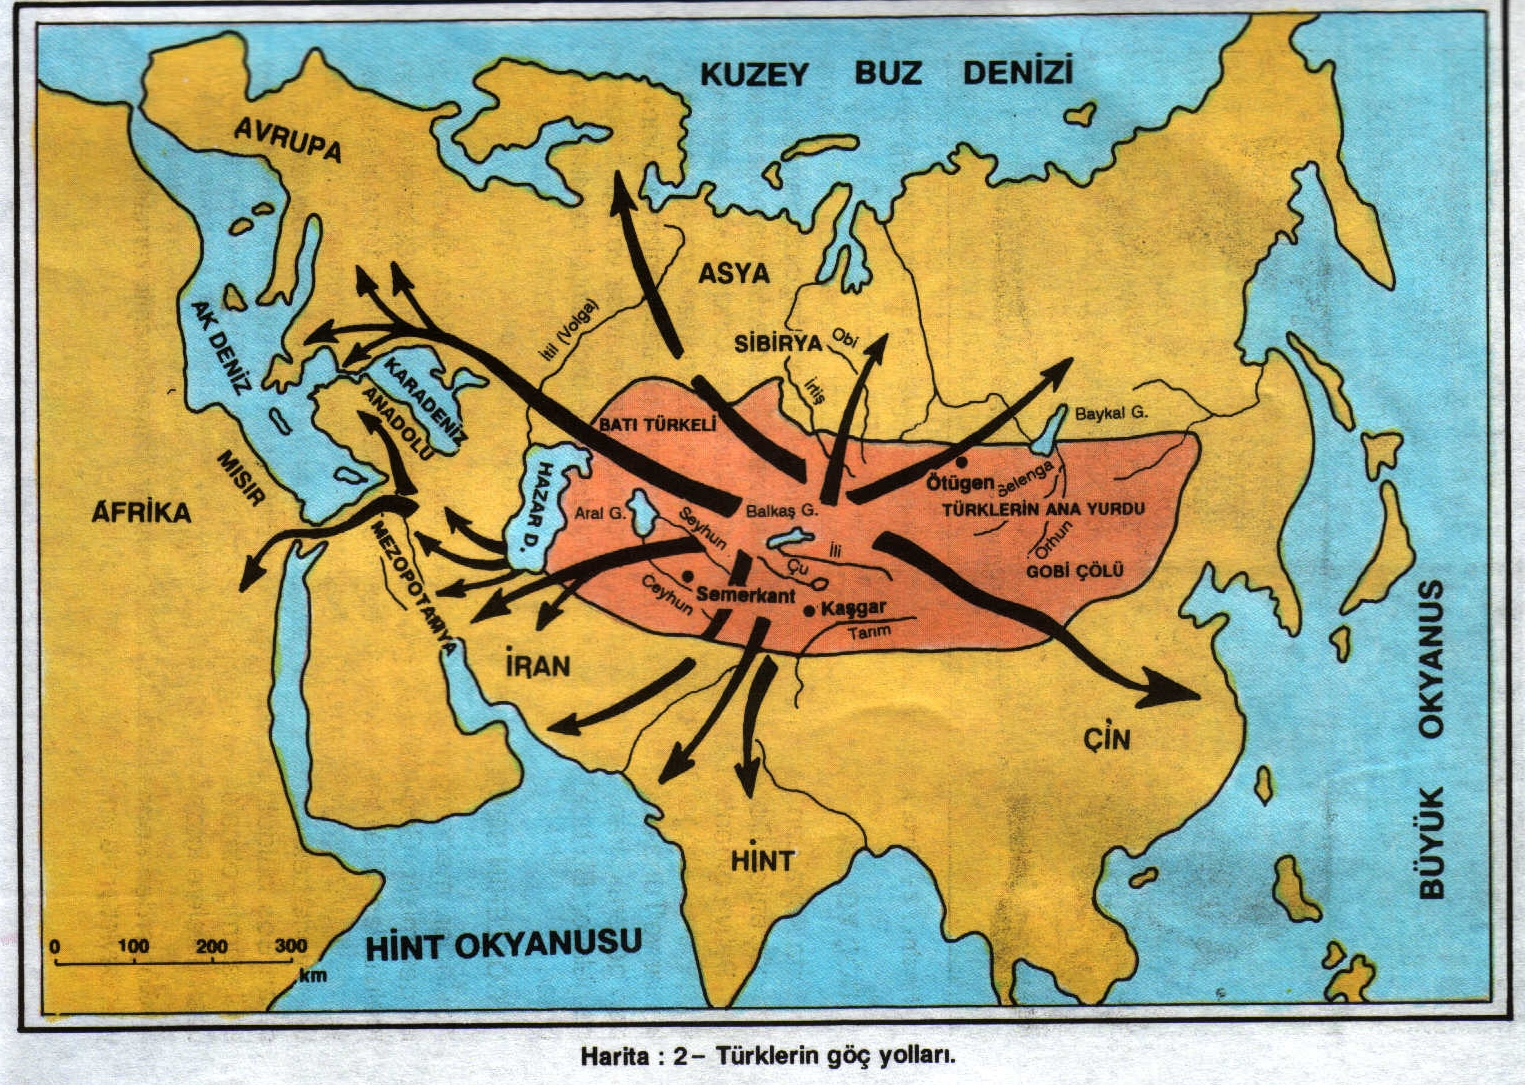 KUZEY BUZ DENİZİ
AVRUPA
ASYA
SİBİRYA
Obi
İrtiş
İtil (Volga)
AK DENİZ
KARADENİZ
ANADOLU
BATI TÜRKELİ
Baykal G.
HAZAR D.
MISIR
AFRİKA
Aral G.
Seyhun
Balkaş G.
Ötügen
Selenga
TÜRKLERİN ANA YURDU
Orhun
GOBİ ÇÖLÜ
İli
Çu
Ceyhun
Semerkant
Kaşgar
Tarım
MEZOPOTAMYA
İRAN
ÇİN
HİNT
BÜYÜK OKYANUS
HİNT OKYANUSU
0 100 200 300
km
Harita : 2– Türklerin göç yolları.